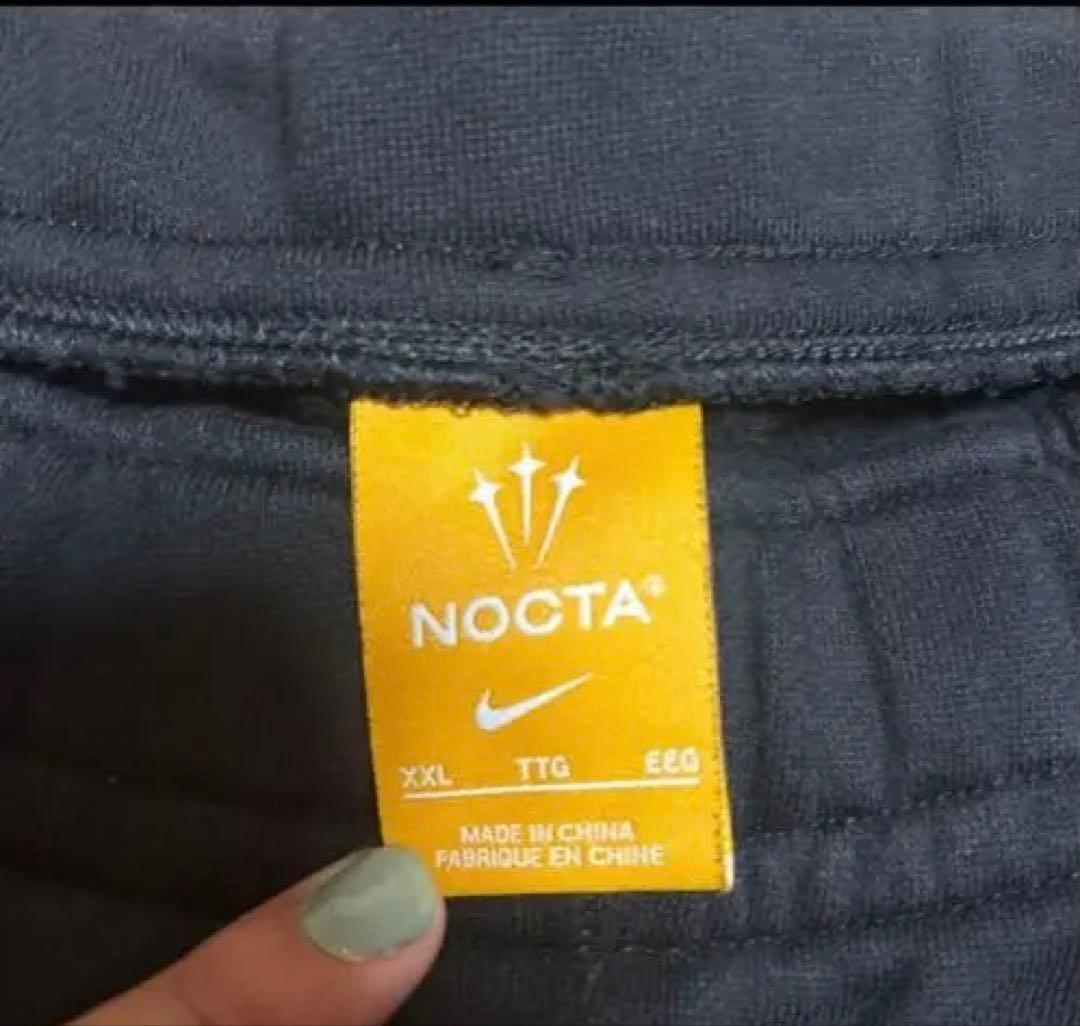 NOCTA®
XXL TTG EEG
MADE IN CHINA
FABRIQUE EN CHINE